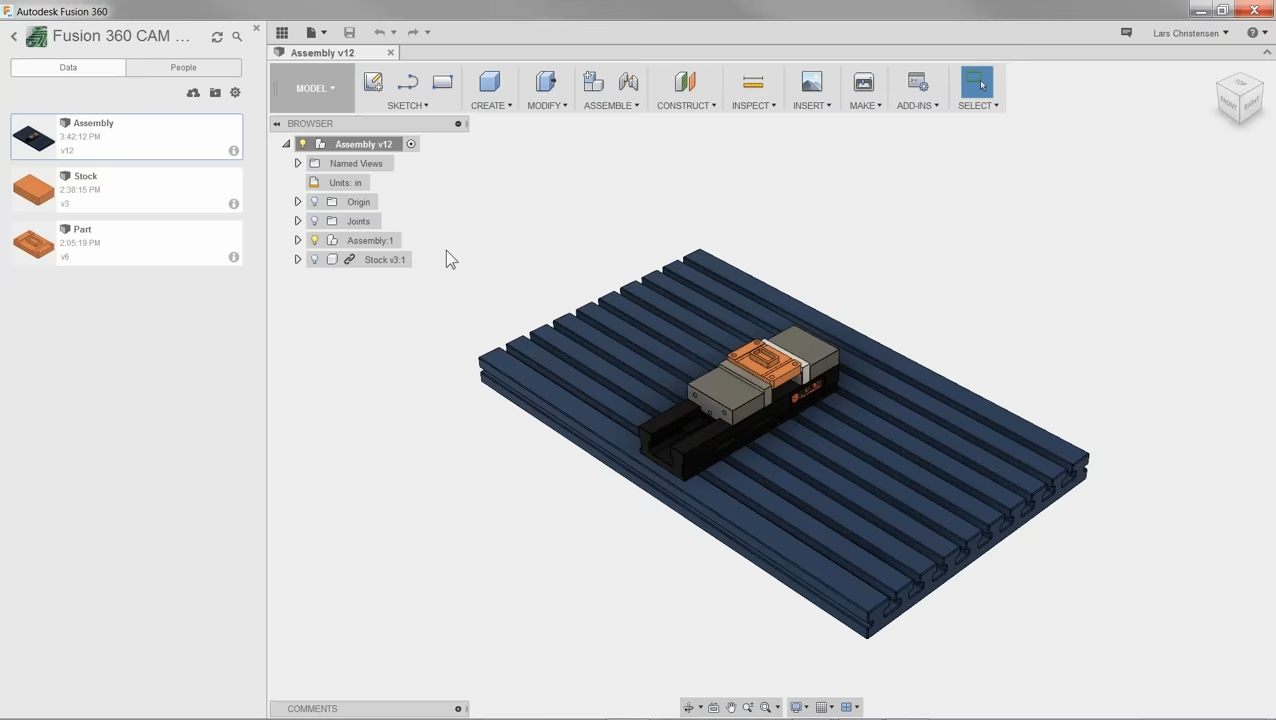 Autodesk Fusion 360
Fusion 360 CAM ...
Data
People
Assembly
3:42:12 PM
v12
Stock
2:38:15 PM
v3
Part
2:05:19 PM
v6
Lars Christensen
Assembly v12
MODEL
SKETCH
CREATE
MODIFY
ASSEMBLE
CONSTRUCT
INSPECT
INSERT
MAKE
ADD-INS
SELECT
TOP
FRONT
RIGHT
BROWSER
Assembly v12
Named Views
Units: in
Origin
Joints
Assembly:1
Stock v3:1
COMMENTS